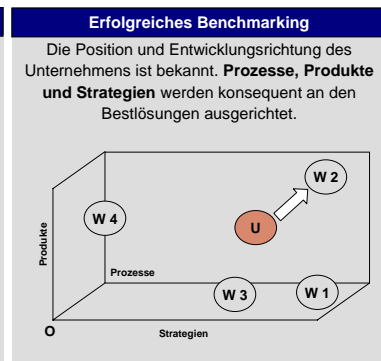 Erfolgreiches Benchmarking
Die Position und Entwicklungsrichtung des
Unternehmens ist bekannt. Prozesse, Produkte
und Strategien werden konsequent an den
Bestlösungen ausgerichtet.
W 2
W 4
U
Produkte
Prozesse
W 3
W 1
O
Strategien